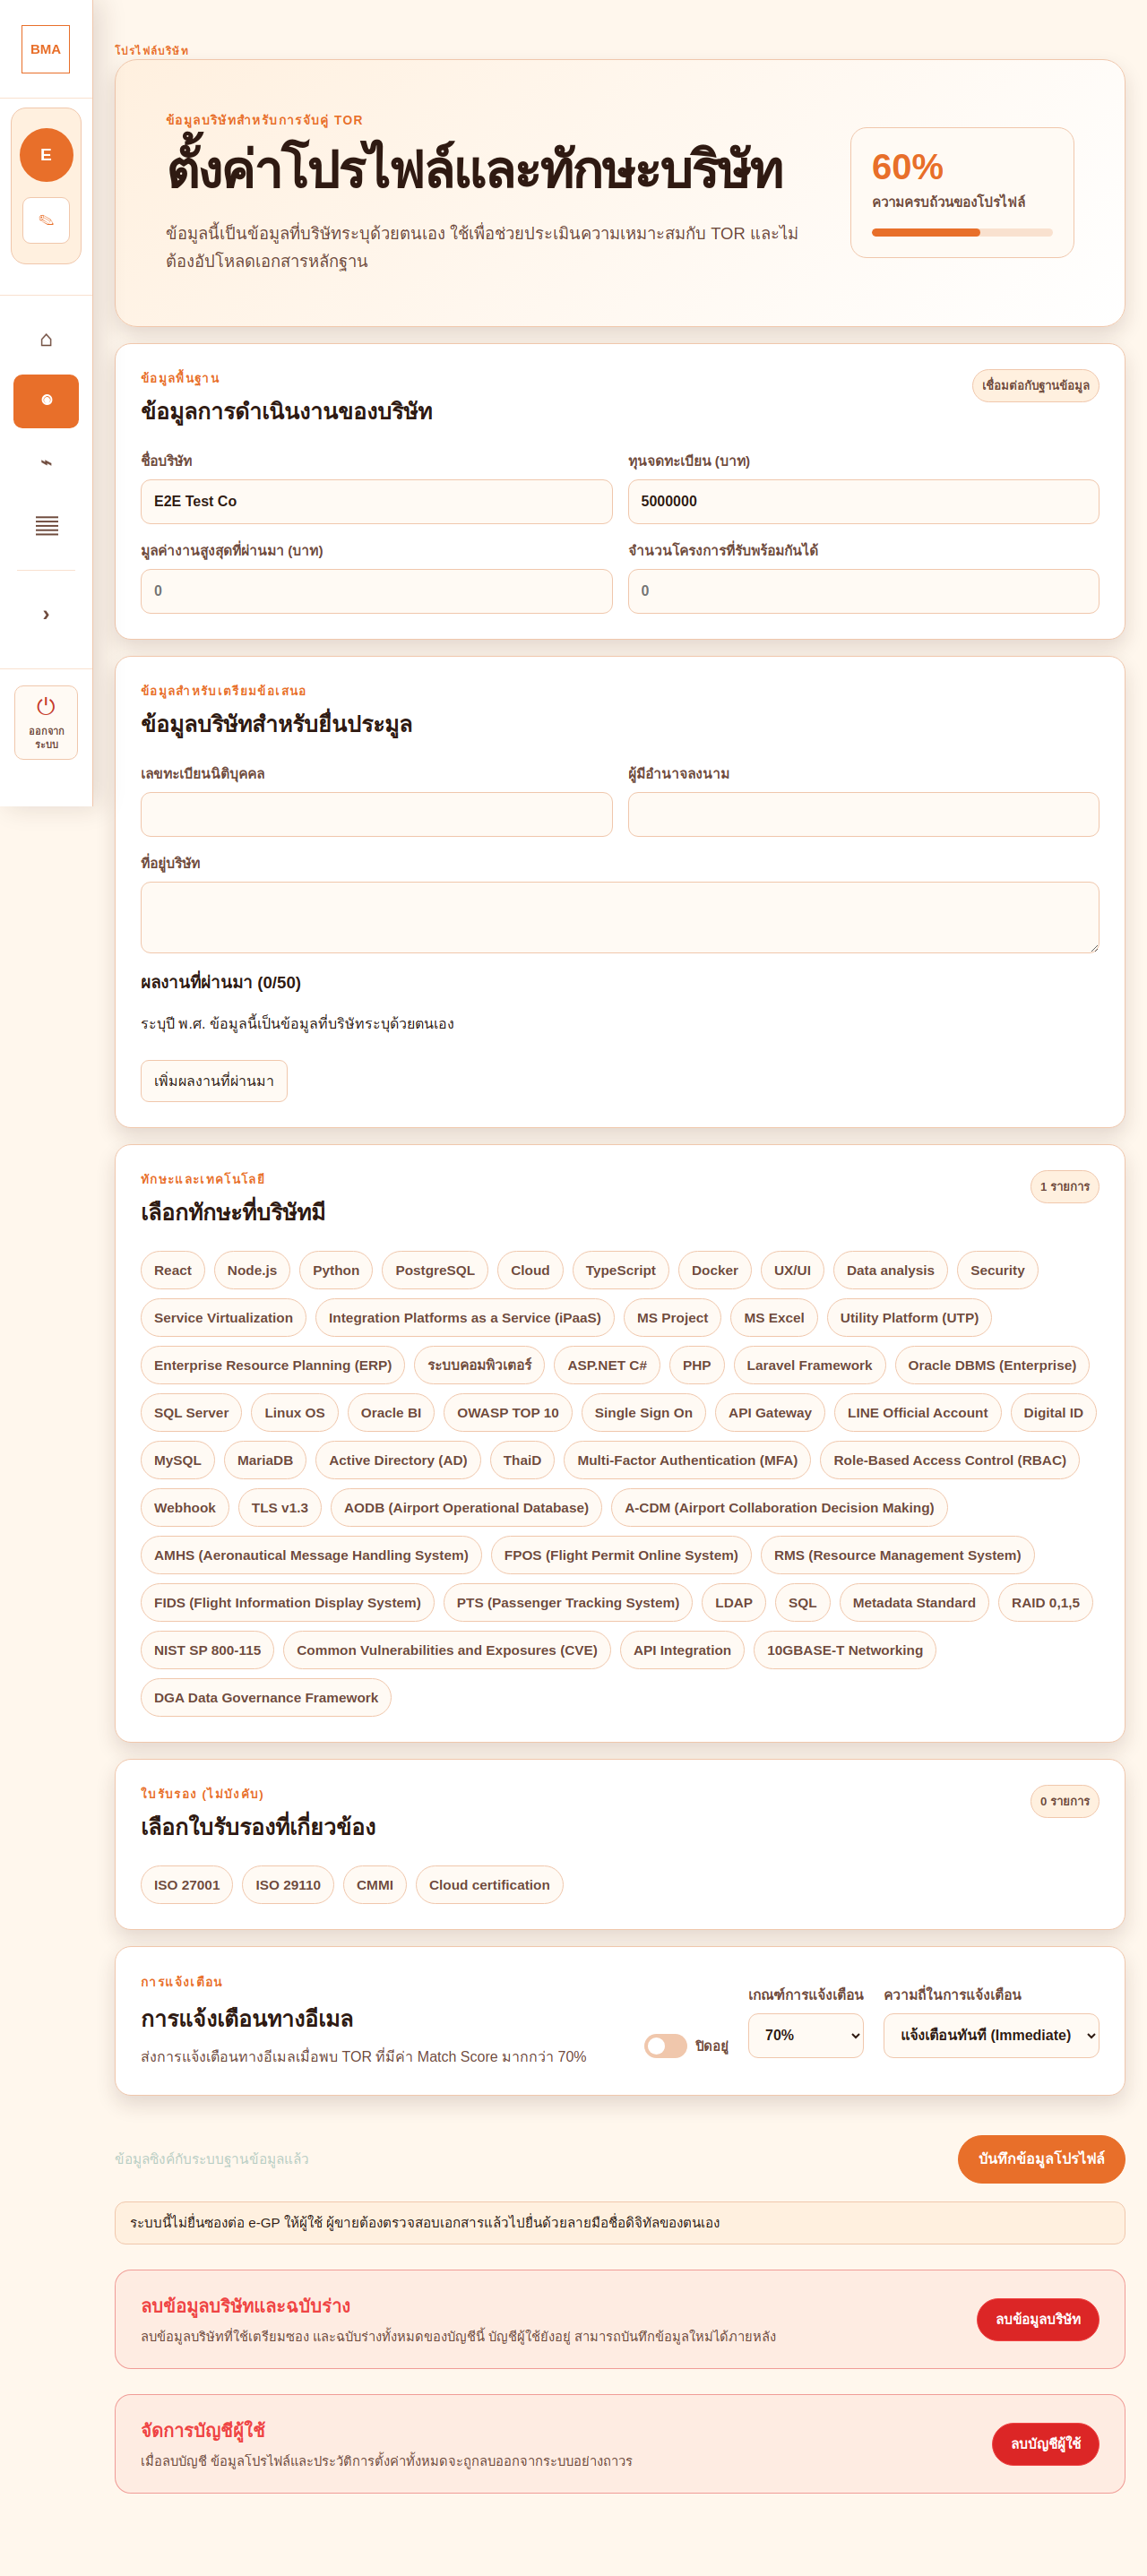 BMA
E
ออกจาก
ระบบ
โปรไฟล์บริษัท
ข้อมูลบริษัทสำหรับการจับคู่ TOR
ตั้งค่าโปรไฟล์และทักษะบริษัท
ข้อมูลนี้เป็นข้อมูลที่บริษัทระบุด้วยตนเอง ใช้เพื่อช่วยประเมินความเหมาะสมกับ TOR และไม่
ต้องอัปโหลดเอกสารหลักฐาน
60%
ความครบถ้วนของโปรไฟล์
ข้อมูลพื้นฐาน
เชื่อมต่อกับฐานข้อมูล
ข้อมูลการดำเนินงานของบริษัท
ชื่อบริษัท
ทุนจดทะเบียน (บาท)
E2E Test Co
5000000
มูลค่างานสูงสุดที่ผ่านมา (บาท)
จำนวนโครงการที่รับพร้อมกันได้
0
0
ข้อมูลสำหรับเตรียมข้อเสนอ
ข้อมูลบริษัทสำหรับยื่นประมูล
เลขทะเบียนนิติบุคคล
ผู้มีอำนาจลงนาม
ที่อยู่บริษัท
ผลงานที่ผ่านมา (0/50)
ระบุปี พ.ศ. ข้อมูลนี้เป็นข้อมูลที่บริษัทระบุด้วยตนเอง
เพิ่มผลงานที่ผ่านมา
ทักษะและเทคโนโลยี
1 รายการ
เลือกทักษะที่บริษัทมี
React Node.js Python PostgreSQL Cloud TypeScript Docker UX/UI Data analysis Security
Service Virtualization Integration Platforms as a Service (iPaaS) MS Project MS Excel Utility Platform (UTP)
Enterprise Resource Planning (ERP) ระบบคอมพิวเตอร์ ASP.NET C# PHP Laravel Framework Oracle DBMS (Enterprise)
SQL Server Linux OS Oracle BI OWASP TOP 10 Single Sign On API Gateway LINE Official Account Digital ID
MySQL MariaDB Active Directory (AD) ThaiD Multi-Factor Authentication (MFA) Role-Based Access Control (RBAC)
Webhook TLS v1.3 AODB (Airport Operational Database) A-CDM (Airport Collaboration Decision Making)
AMHS (Aeronautical Message Handling System) FPOS (Flight Permit Online System) RMS (Resource Management System)
FIDS (Flight Information Display System) PTS (Passenger Tracking System) LDAP SQL Metadata Standard RAID 0,1,5
NIST SP 800-115 Common Vulnerabilities and Exposures (CVE) API Integration 10GBASE-T Networking
DGA Data Governance Framework
ใบรับรอง (ไม่บังคับ)
0 รายการ
เลือกใบรับรองที่เกี่ยวข้อง
ISO 27001 ISO 29110 CMMI Cloud certification
การแจ้งเตือน
การแจ้งเตือนทางอีเมล
ส่งการแจ้งเตือนทางอีเมลเมื่อพบ TOR ที่มีค่า Match Score มากกว่า 70%
ปิดอยู่
เกณฑ์การแจ้งเตือน
70%
ความถี่ในการแจ้งเตือน
แจ้งเตือนทันที (Immediate)
ข้อมูลซิงค์กับระบบฐานข้อมูลแล้ว
บันทึกข้อมูลโปรไฟล์
ระบบนี้ไม่ยื่นซองต่อ e-GP ให้ผู้ใช้ ผู้ขายต้องตรวจสอบเอกสารแล้วไปยื่นด้วยลายมือชื่อดิจิทัลของตนเอง
ลบข้อมูลบริษัทและฉบับร่าง
ลบข้อมูลบริษัทที่ใช้เตรียมซอง และฉบับร่างทั้งหมดของบัญชีนี้ บัญชีผู้ใช้ยังอยู่ สามารถบันทึกข้อมูลใหม่ได้ภายหลัง
ลบข้อมูลบริษัท
จัดการบัญชีผู้ใช้
เมื่อลบบัญชี ข้อมูลโปรไฟล์และประวัติการตั้งค่าทั้งหมดจะถูกลบออกจากระบบอย่างถาวร
ลบบัญชีผู้ใช้